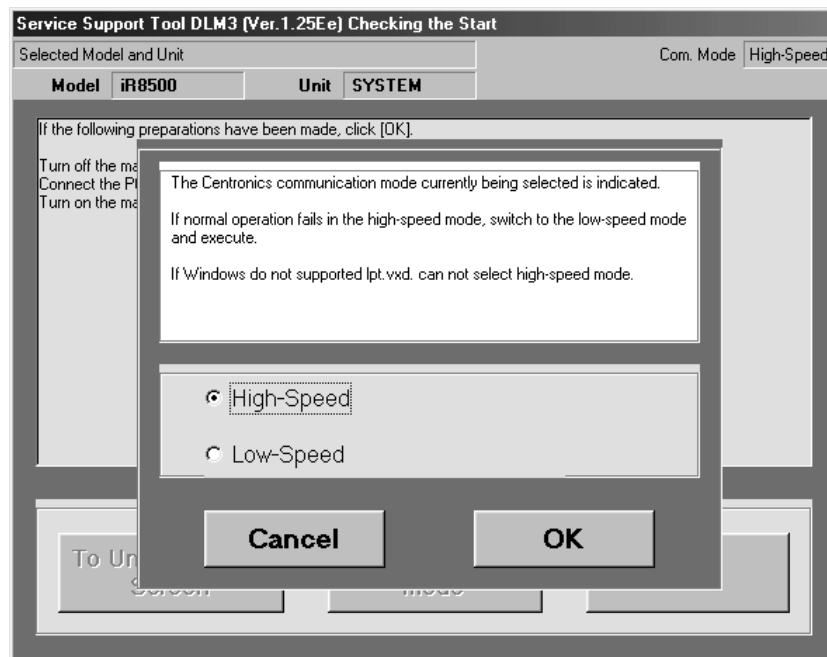 Service Support Tool DLM3 (Ver.1.25Ee) Checking the Start
Selected Model and Unit
Com. Mode High-Speed
Model iR8500 Unit SYSTEM
If the following preparations have been made, click [OK].
Turn off the ma
Connect the P
Turn on the ma
The Centronics communication mode currently being selected is indicated.
If normal operation fails in the high-speed mode, switch to the low-speed mode
and execute.
If Windows do not supported lpt.vxd. can not select high-speed mode.
High-Speed
Low-Speed
Cancel OK
To Un
Screen
mode